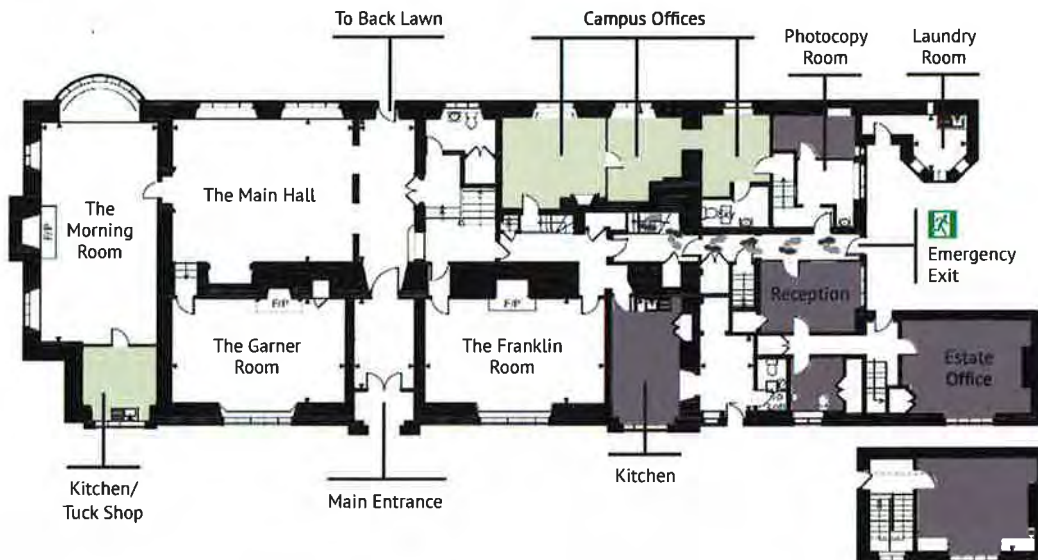 To Back Lawn
Campus Offices
Photocopy
Room
Laundry
Room
The Main Hall
The
Morning
Room
F/P
Emergency
Exit
Reception
F/P
F/P
The Garner
Room
The Franklin
Room
Estate
Office
Kitchen/
Tuck Shop
Main Entrance
Kitchen